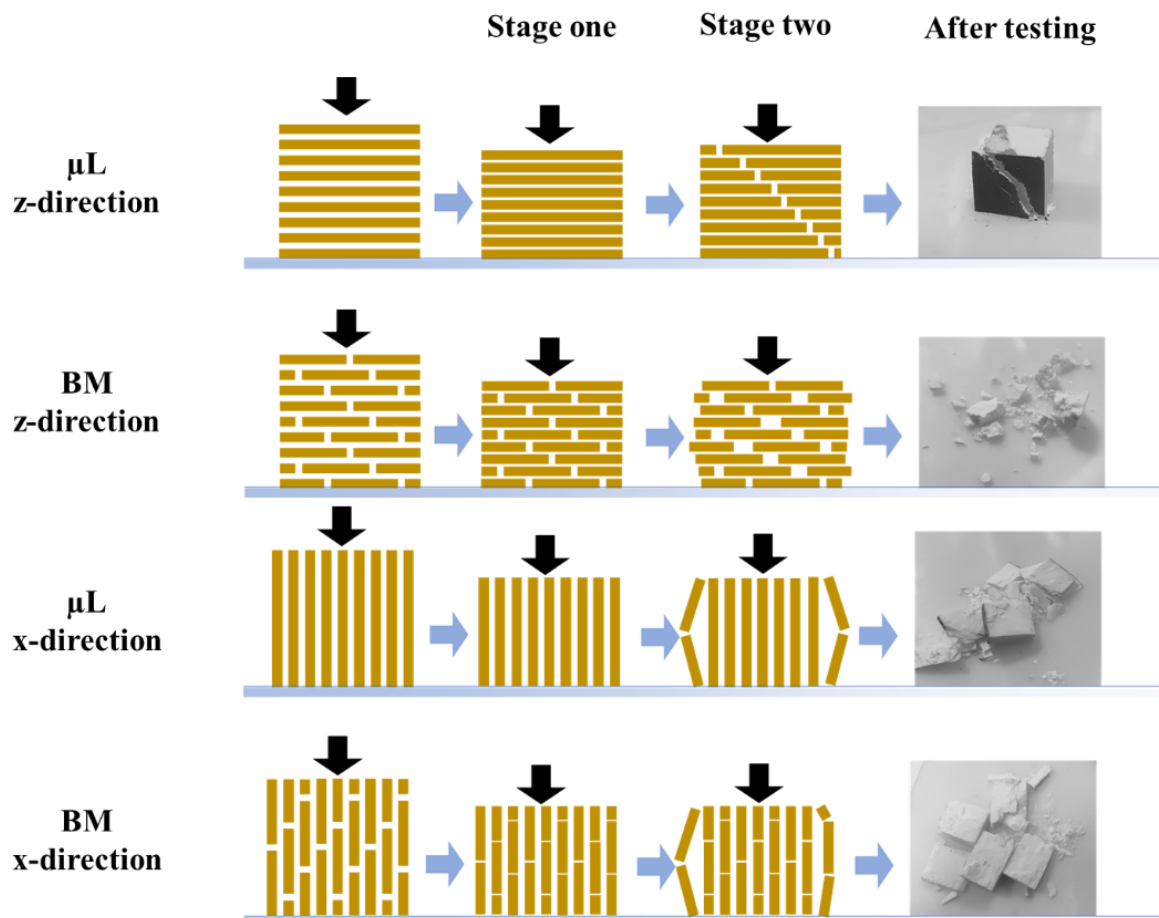 Stage one
Stage two
After testing
μL
z-direction
BM
z-direction
μL
x-direction
BM
x-direction